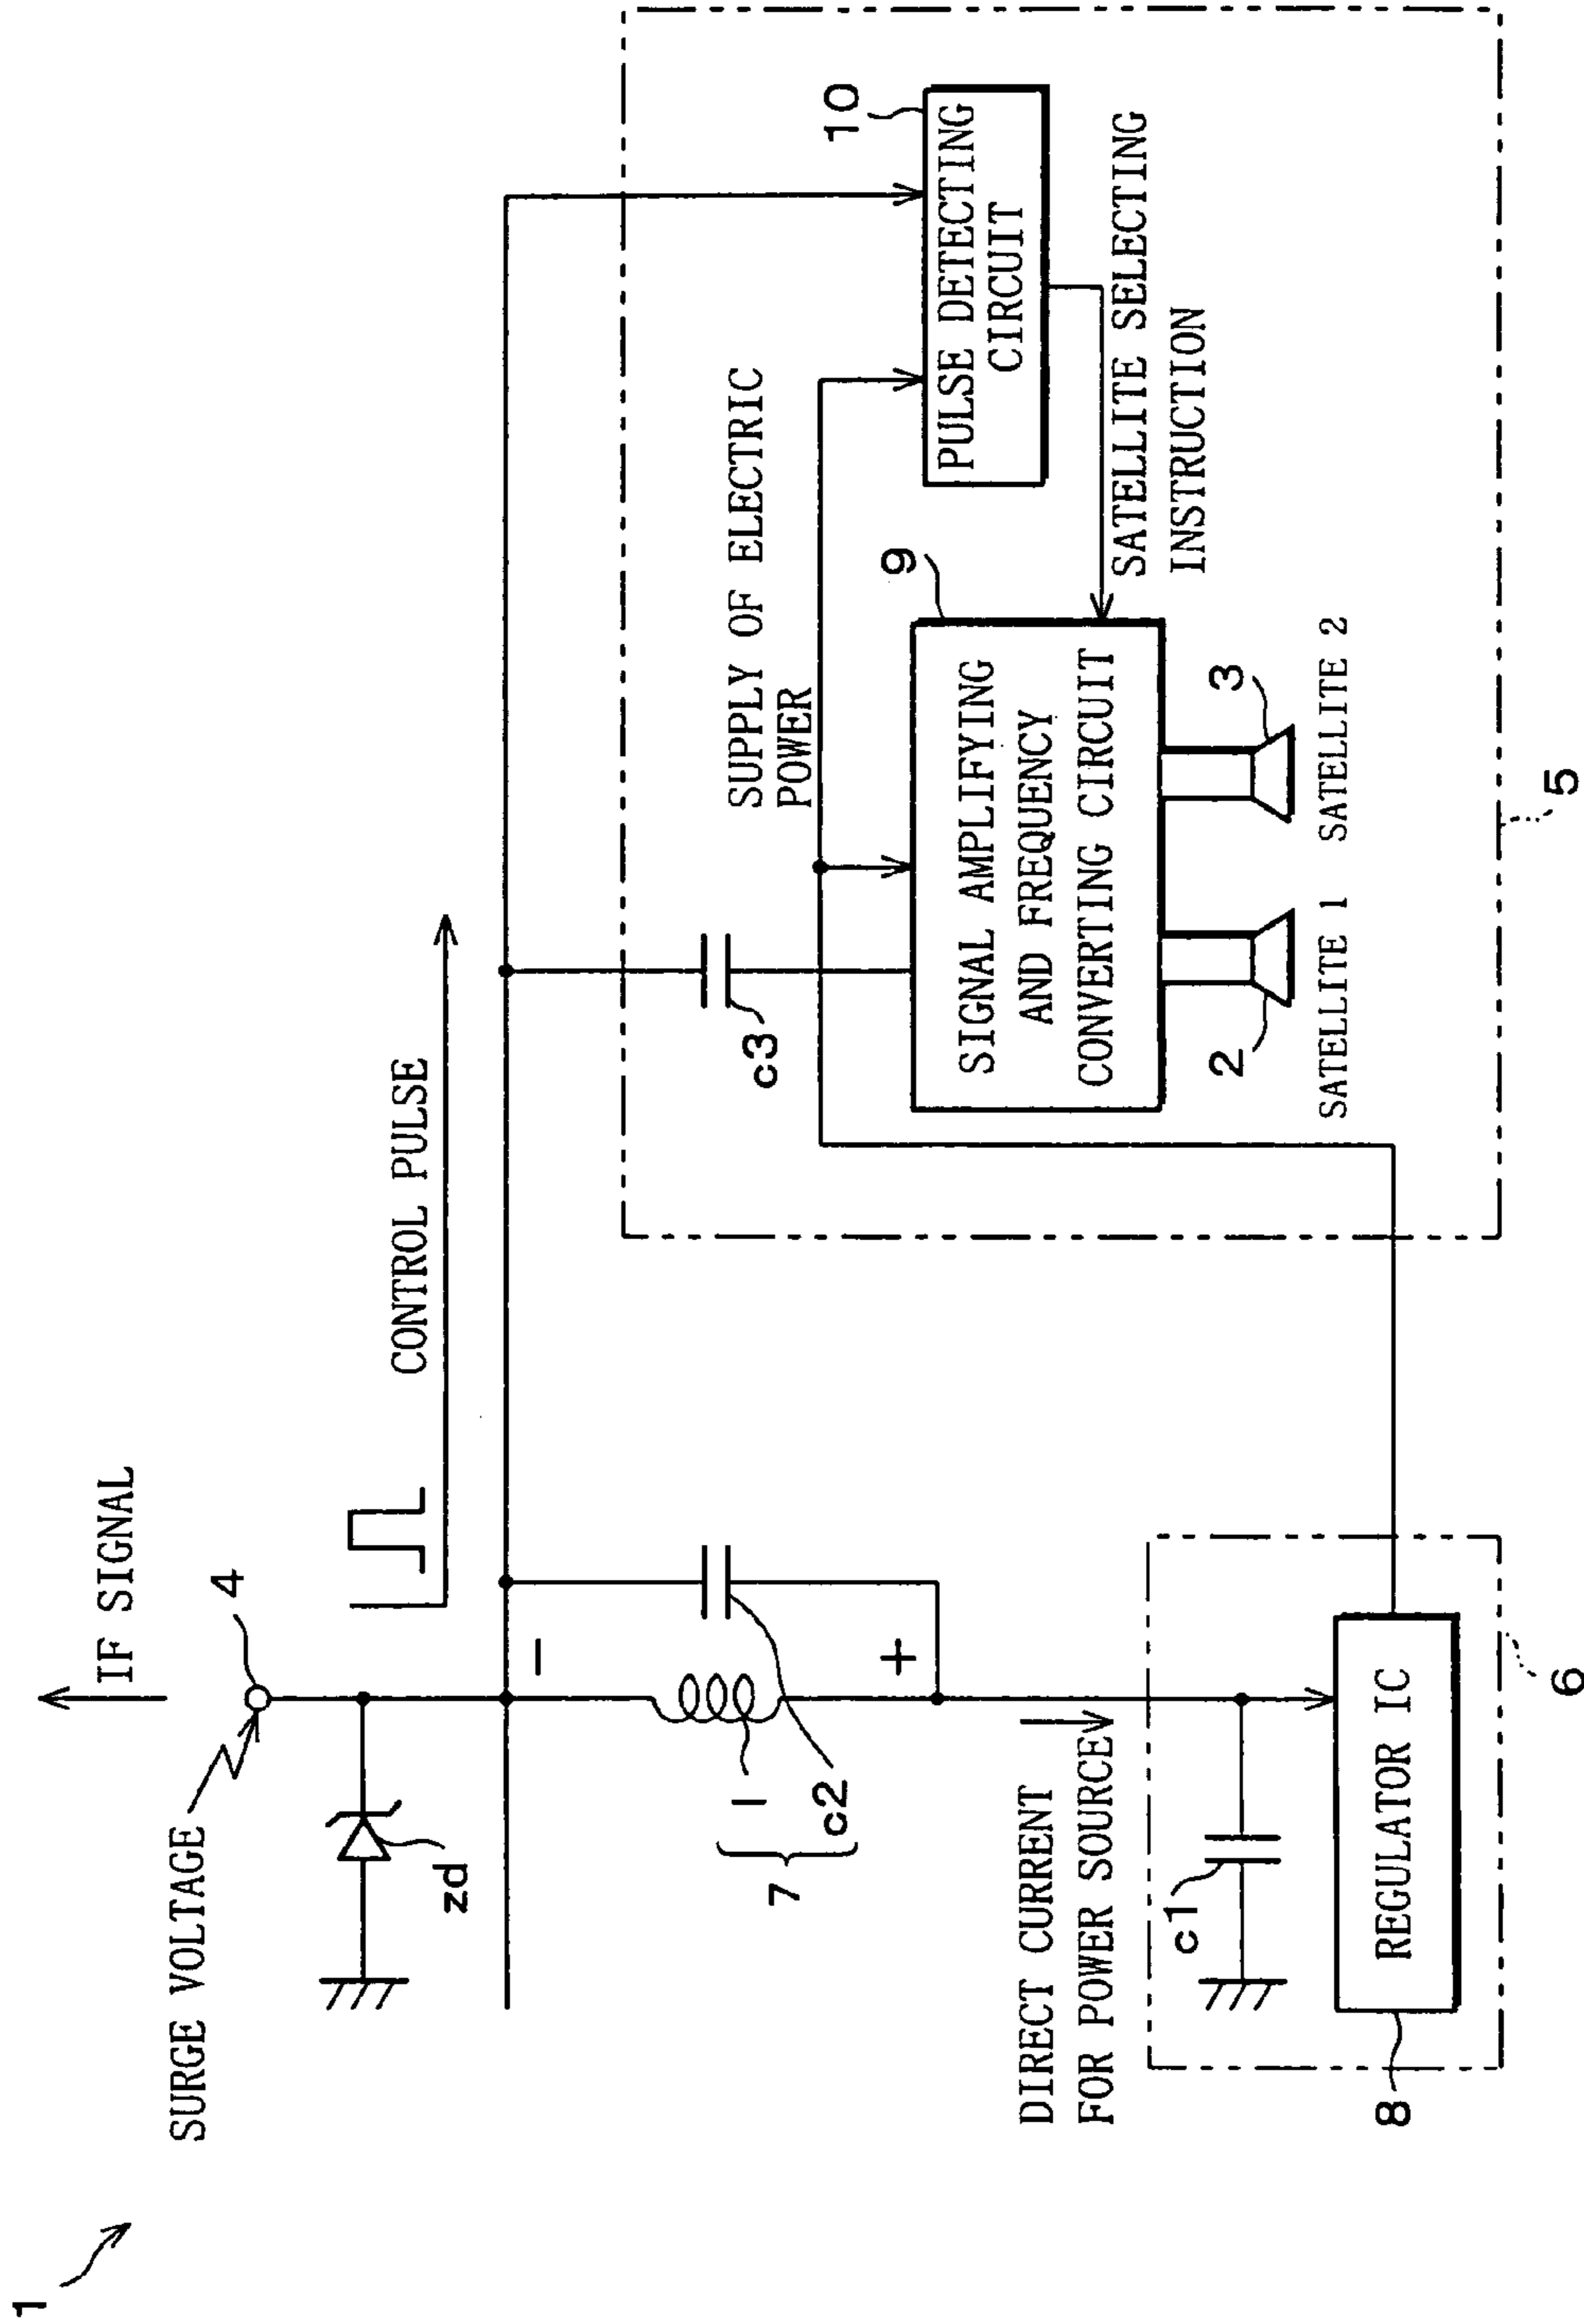 1
IF SIGNAL
SURGE VOLTAGE
4
CONTROL PULSE
zd
−
+
l
c2
7
c3
SUPPLY OF ELECTRIC
POWER
10
PULSE DETECTING
CIRCUIT
9
SIGNAL AMPLIFYING
AND FREQUENCY
CONVERTING CIRCUIT
SATELLITE SELECTING
INSTRUCTION
2
3
SATELLITE 1
SATELLITE 2
5
DIRECT CURRENT
FOR POWER SOURCE
c1
REGULATOR IC
8
6